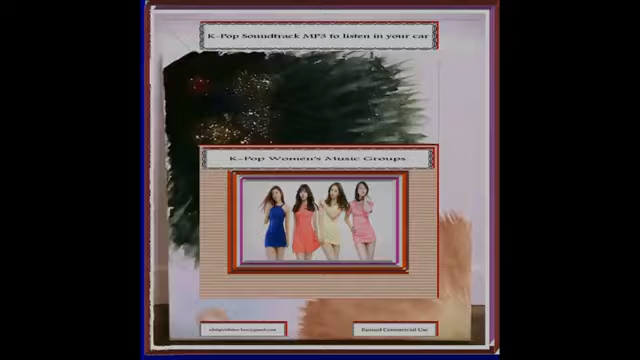 K-Pop Soundtrack MP3 to listen in your car
K-Pop Women's Music Groups
Banned Commercial Use